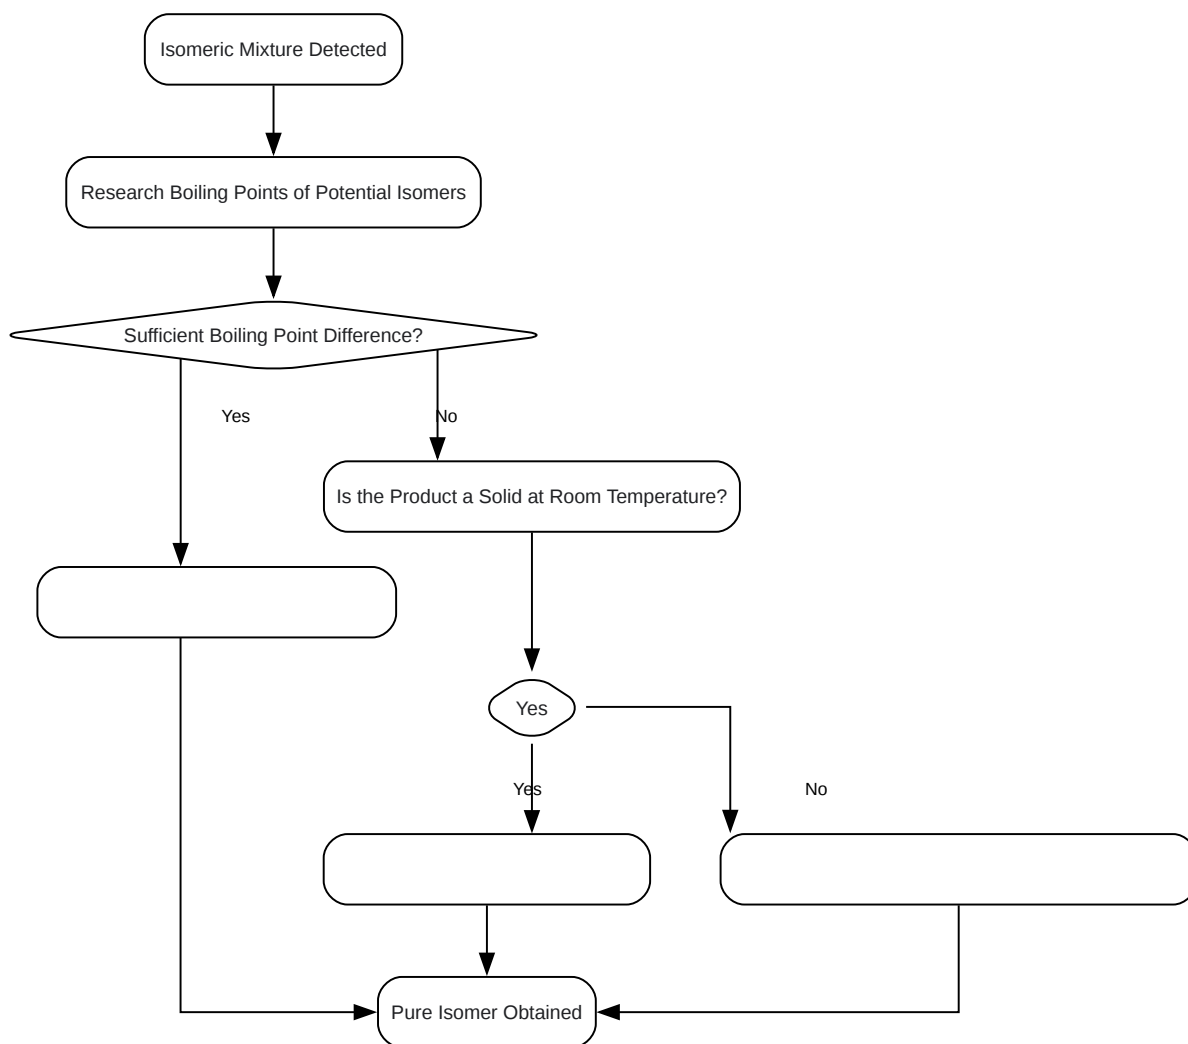 Isomeric Mixture Detected
Research Boiling Points of Potential Isomers
Sufficient Boiling Point Difference?
Yes
No
Is the Product a Solid at Room Temperature?
Yes
Yes
No
Pure Isomer Obtained